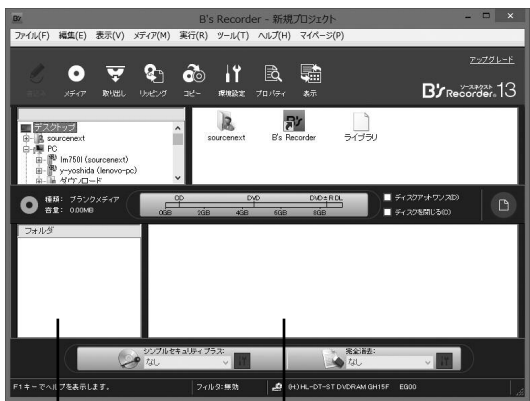 B's Recorder - 新規プロジェクト
ファイル(F) 編集(E) 表示(V) メディア(M) 実行(R) ツール(T) ヘルプ(H) マイページ(P)
アップグレード
メディア 取り出し リッピング コピー 環境設定 プロパティ 表示
B's Recorder ソースネクスト 13
デスクトップ
sourcenext
PC
lm750l (sourcenext)
y-yoshida (lenovo-pc)
ダウンロード
sourcenext B's Recorder ライブラリ
種類: ブランクメディア
容量: 0.00MB
CD DVD DVD±R DL
0GB 2GB 4GB 6GB 8GB
ディスクアットワンス(D)
ディスクを閉じる(C)
フォルダ
シンプルセキュリティプラス:
なし
完全消去:
なし
F1キーでヘルプを表示します。 フィルタ:無効 (H:) HL-DT-ST DVDRAM GH15F EG00